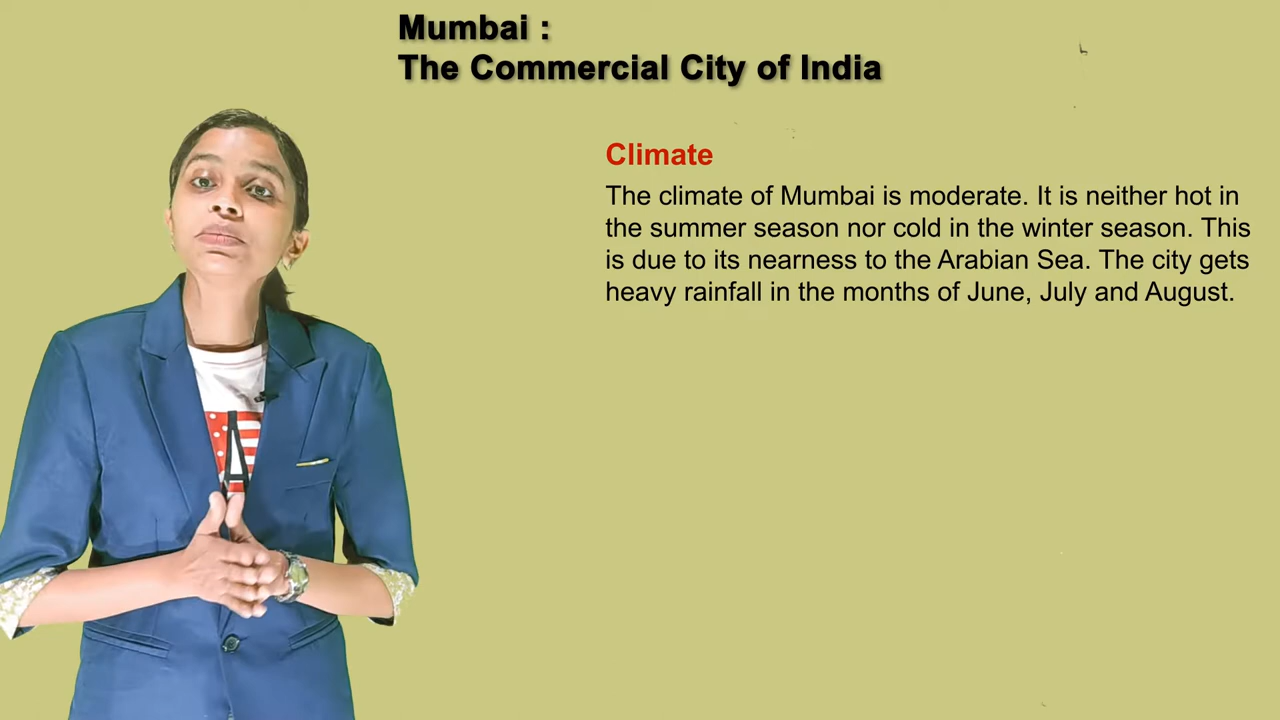 Mumbai :
The Commercial City of India
Climate
The climate of Mumbai is moderate. It is neither hot in
the summer season nor cold in the winter season. This
is due to its nearness to the Arabian Sea. The city gets
heavy rainfall in the months of June, July and August.
A